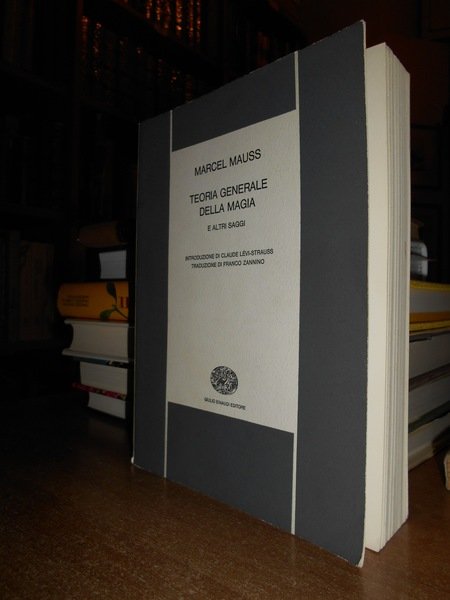 MARCEL MAUSS
TEORIA GENERALE
DELLA MAGIA
E ALTRI SAGGI
INTRODUZIONE DI CLAUDE LÉVI-STRAUSS
TRADUZIONE DI FRANCO ZANNINO
GIULIO EINAUDI EDITORE